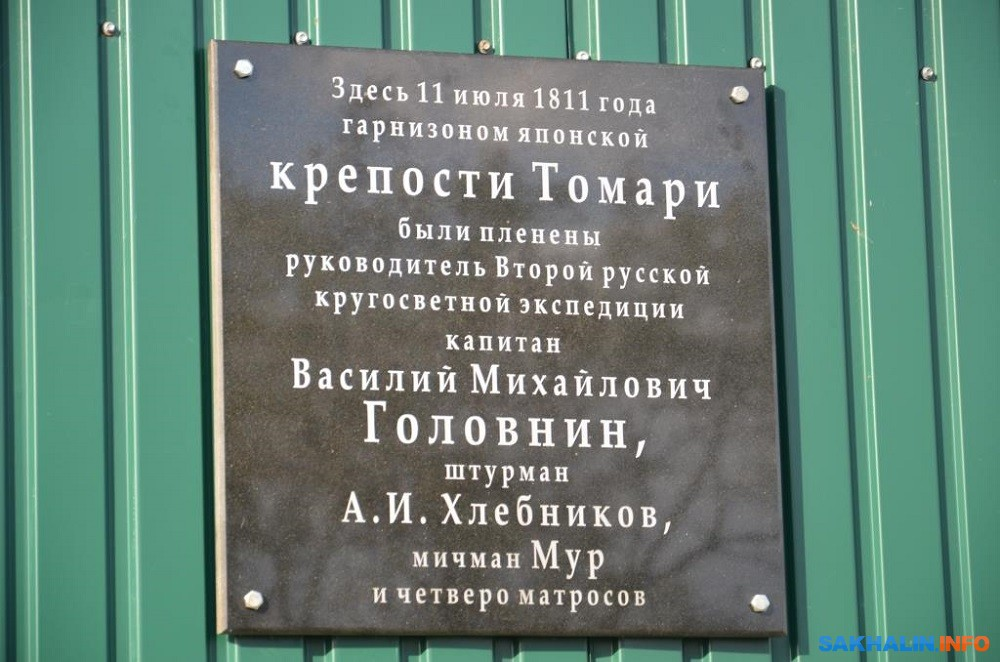 Здесь 11 июля 1811 года
гарнизоном японской
крепости Томари
были пленены
руководитель Второй русской
кругосветной экспедиции
капитан
Василий Михайлович
Головнин,
штурман
А.И. Хлебников,
мичман Мур
и четверо матросов
SAKHALIN.INFO